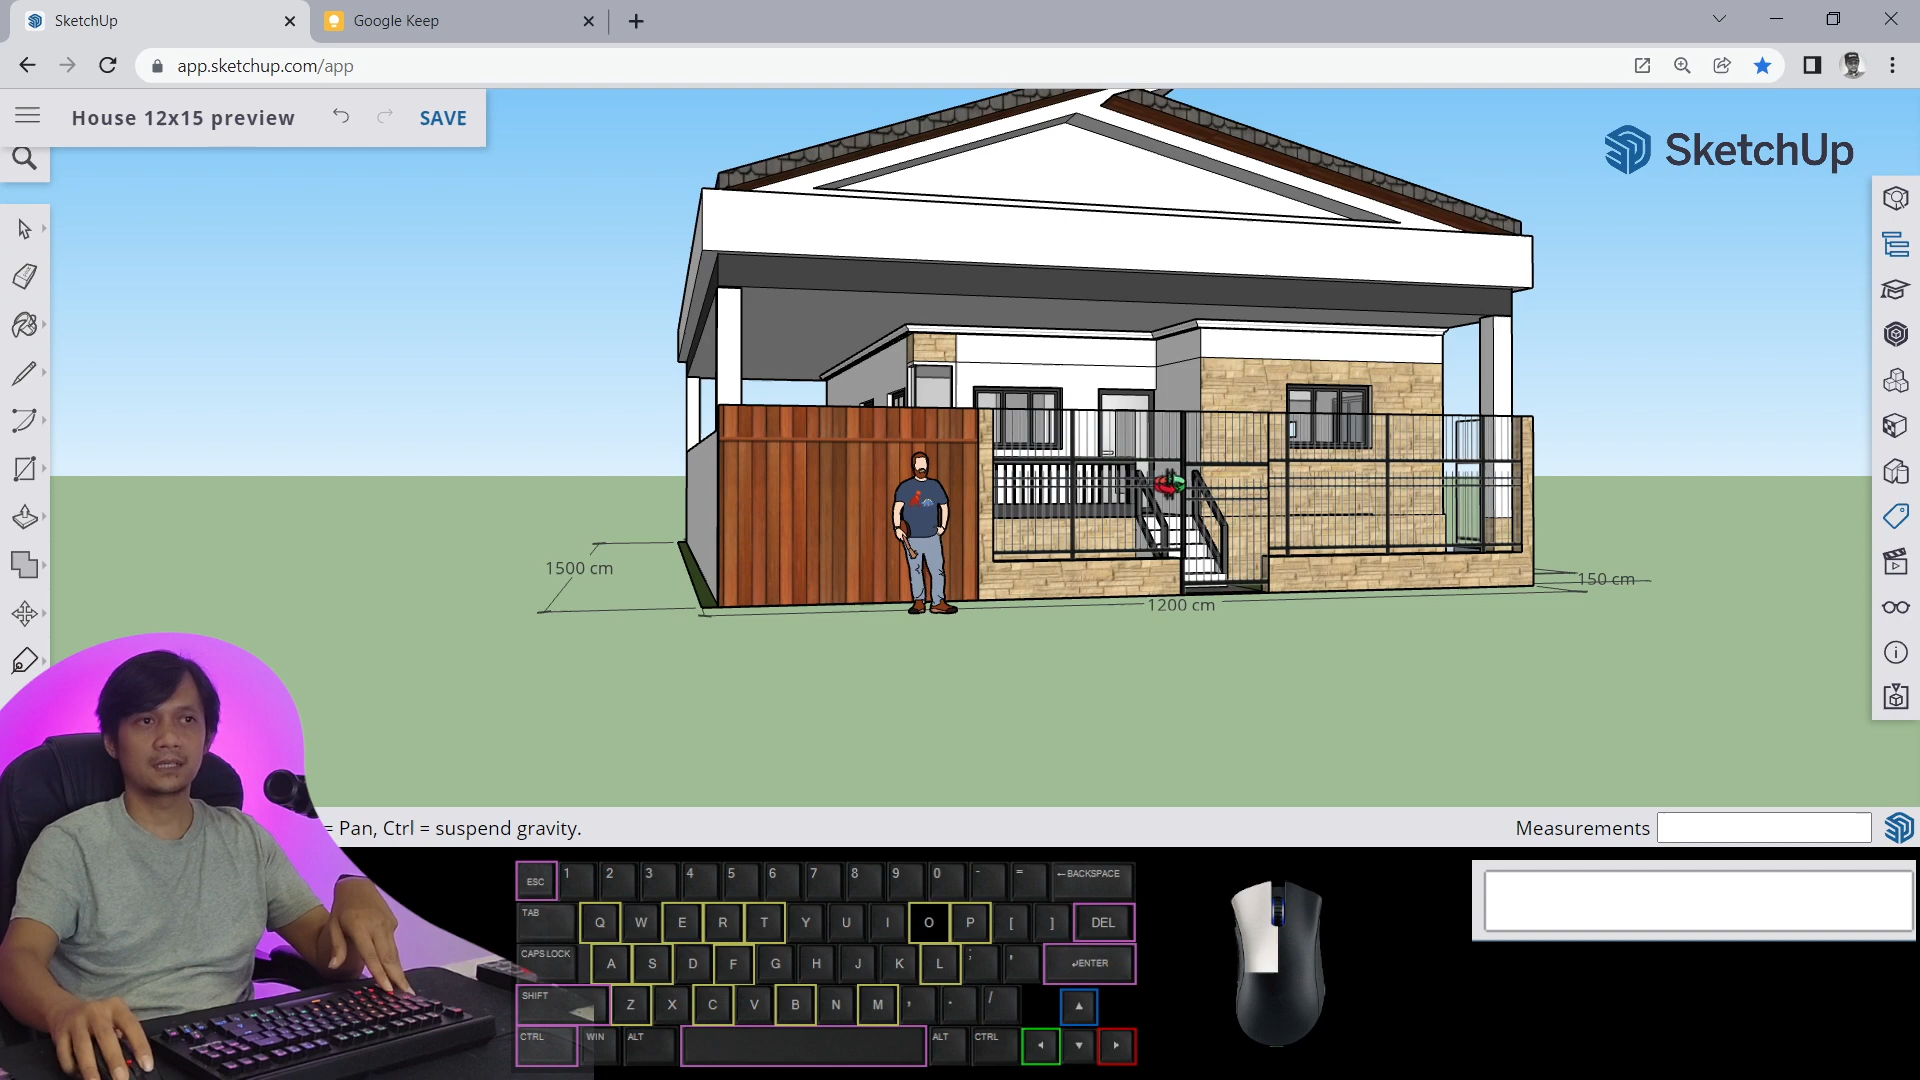 SketchUp
Google Keep
app.sketchup.com/app
House 12x15 preview
SAVE
SketchUp
1500 cm
150 cm
1200 cm
= Pan, Ctrl = suspend gravity.
Measurements
ESC 1 2 3 4 5 6 7 8 9 0 - = ←BACKSPACE
TAB Q W E R T Y U I O P [ ] DEL
CAPS LOCK A S D F G H J K L ; ' ↵ENTER
SHIFT Z X C V B N M , . /
CTRL WIN ALT ALT CTRL